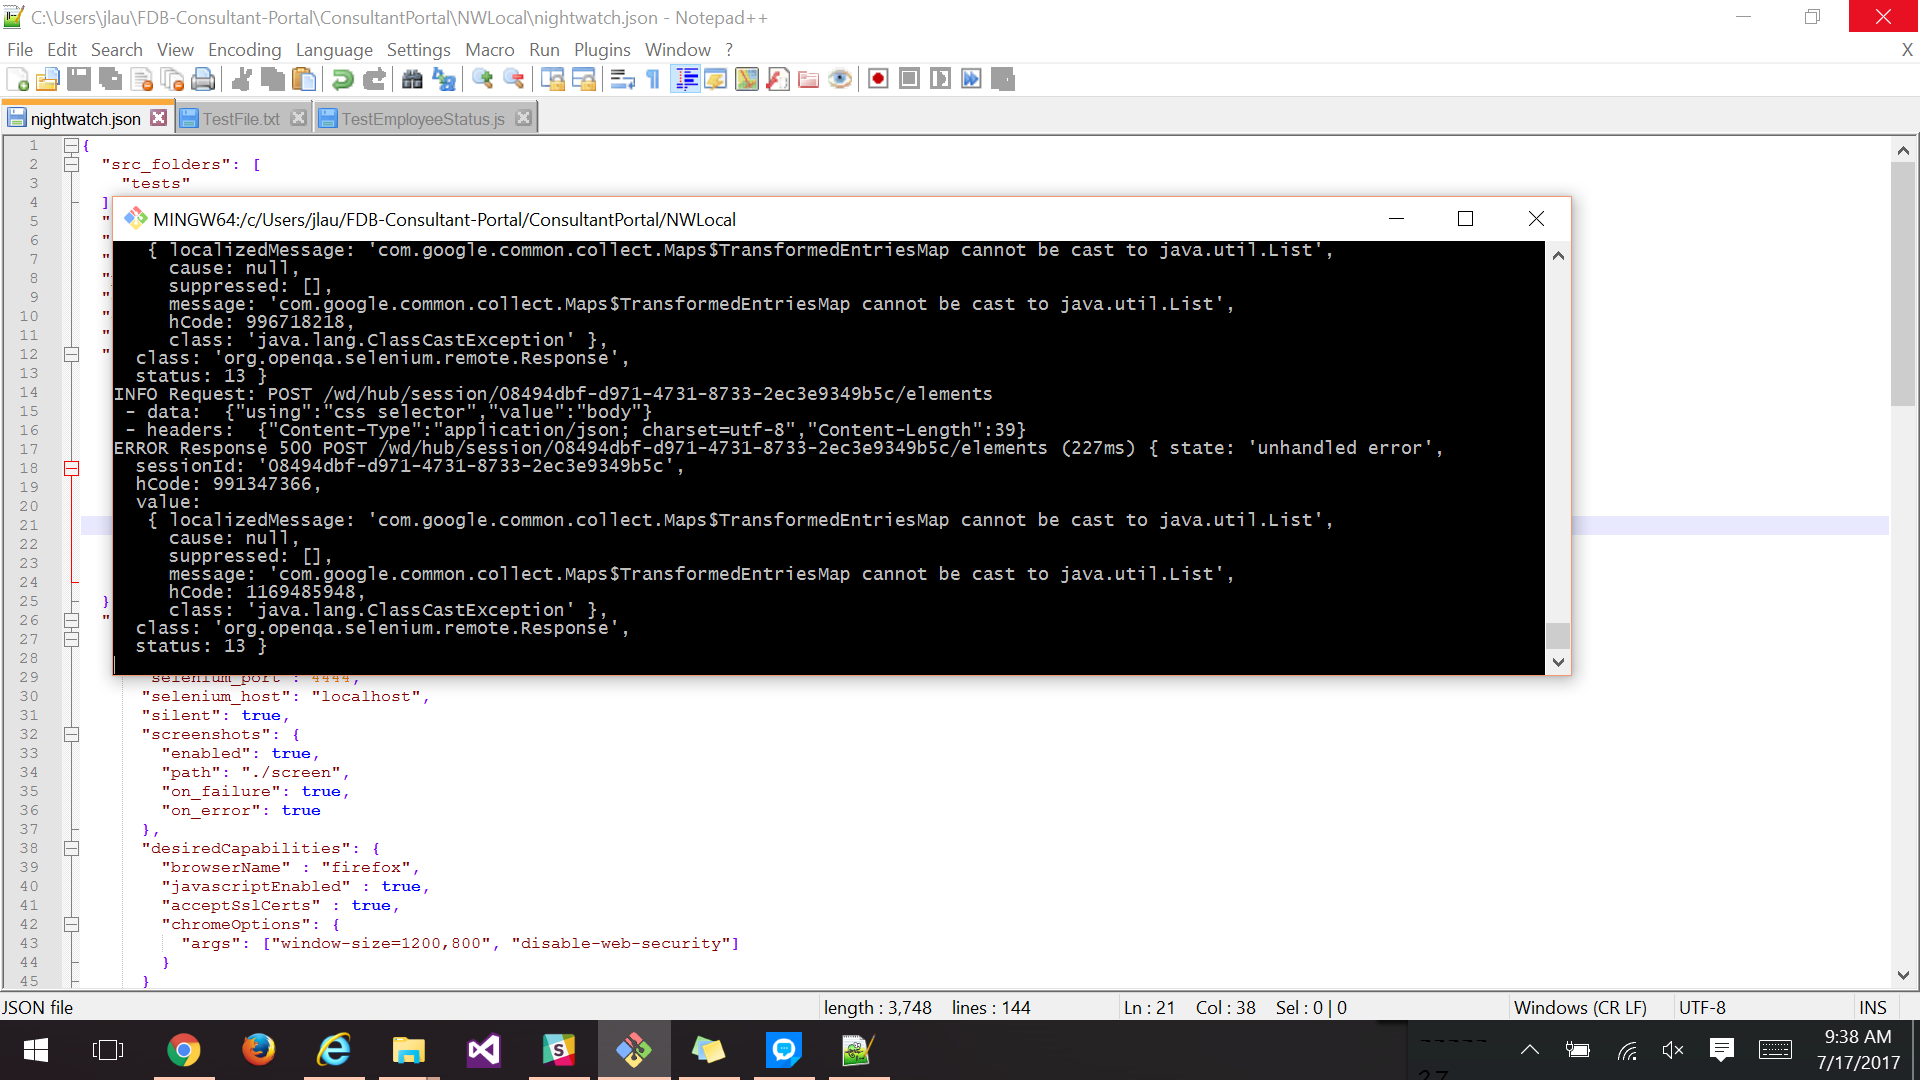 C:\Users\jlau\FDB-Consultant-Portal\ConsultantPortal\NWLocal\nightwatch.json - Notepad++
File Edit Search View Encoding Language Settings Macro Run Plugins Window ? X
nightwatch.json TestFile.txt TestEmployeeStatus.js
1 {
2 "src_folders": [
3 "tests"
4 ]
5 "
6 "
7 "
8 "
9 "
10 "
11 "
12 "
13
14
15
16
17
18
19
20
21
22
23
24
25 }
26 "
27
28
MINGW64:/c/Users/jlau/FDB-Consultant-Portal/ConsultantPortal/NWLocal
{ localizedMessage: 'com.google.common.collect.Maps$TransformedEntriesMap cannot be cast to java.util.List',
cause: null,
suppressed: [],
message: 'com.google.common.collect.Maps$TransformedEntriesMap cannot be cast to java.util.List',
hCode: 996718218,
class: 'java.lang.ClassCastException' },
class: 'org.openqa.selenium.remote.Response',
status: 13 }
INFO Request: POST /wd/hub/session/08494dbf-d971-4731-8733-2ec3e9349b5c/elements
- data: {"using":"css selector","value":"body"}
- headers: {"Content-Type":"application/json; charset=utf-8","Content-Length":39}
ERROR Response 500 POST /wd/hub/session/08494dbf-d971-4731-8733-2ec3e9349b5c/elements (227ms) { state: 'unhandled error',
sessionId: '08494dbf-d971-4731-8733-2ec3e9349b5c',
hCode: 991347366,
value:
{ localizedMessage: 'com.google.common.collect.Maps$TransformedEntriesMap cannot be cast to java.util.List',
cause: null,
suppressed: [],
message: 'com.google.common.collect.Maps$TransformedEntriesMap cannot be cast to java.util.List',
hCode: 1169485948,
class: 'java.lang.ClassCastException' },
class: 'org.openqa.selenium.remote.Response',
status: 13 }
29 "selenium_port": 4444,
30 "selenium_host": "localhost",
31 "silent": true,
32 "screenshots": {
33 "enabled": true,
34 "path": "./screen",
35 "on_failure": true,
36 "on_error": true
37 },
38 "desiredCapabilities": {
39 "browserName" : "firefox",
40 "javascriptEnabled" : true,
41 "acceptSslCerts" : true,
42 "chromeOptions": {
43 "args": ["window-size=1200,800", "disable-web-security"]
44 }
45 }
JSON file length : 3,748 lines : 144 Ln : 21 Col : 38 Sel : 0 | 0 Windows (CR LF) UTF-8 INS
9:38 AM
7/17/2017